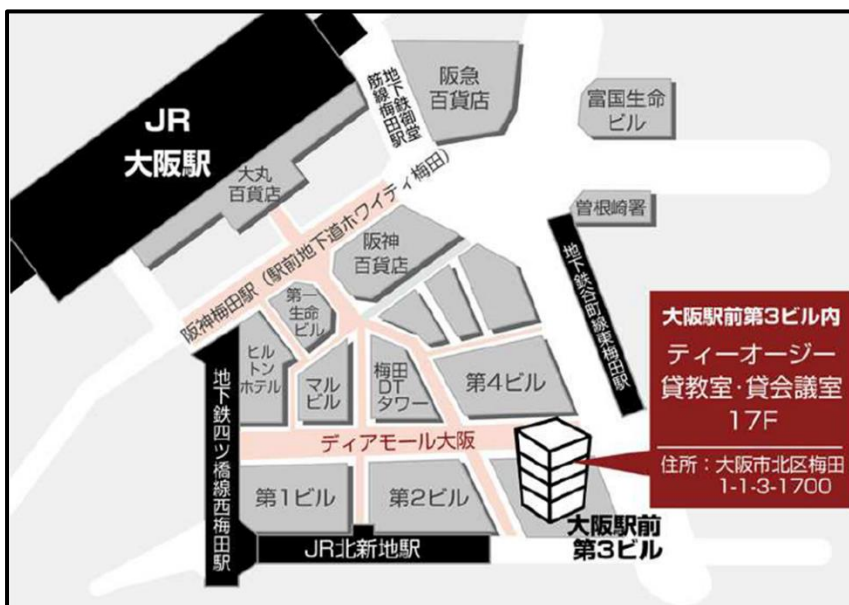 JR
大阪駅
大丸
百貨店
地下鉄御堂
筋線梅田駅
阪急
百貨店
富国生命
ビル
曽根崎署
阪神梅田駅(駅前地下道ホワイティ梅田)
阪神
百貨店
第一
生命
ビル
地下鉄谷町線東梅田駅
ヒル
トン
ホテル
マル
ビル
梅田
DT
タワー
第4ビル
地下鉄四ツ橋線西梅田駅
ディアモール大阪
第1ビル
第2ビル
JR北新地駅
大阪駅前
第3ビル
大阪駅前第3ビル内
ティーオージー
貸教室・貸会議室
17F
住所:大阪市北区梅田
1-1-3-1700